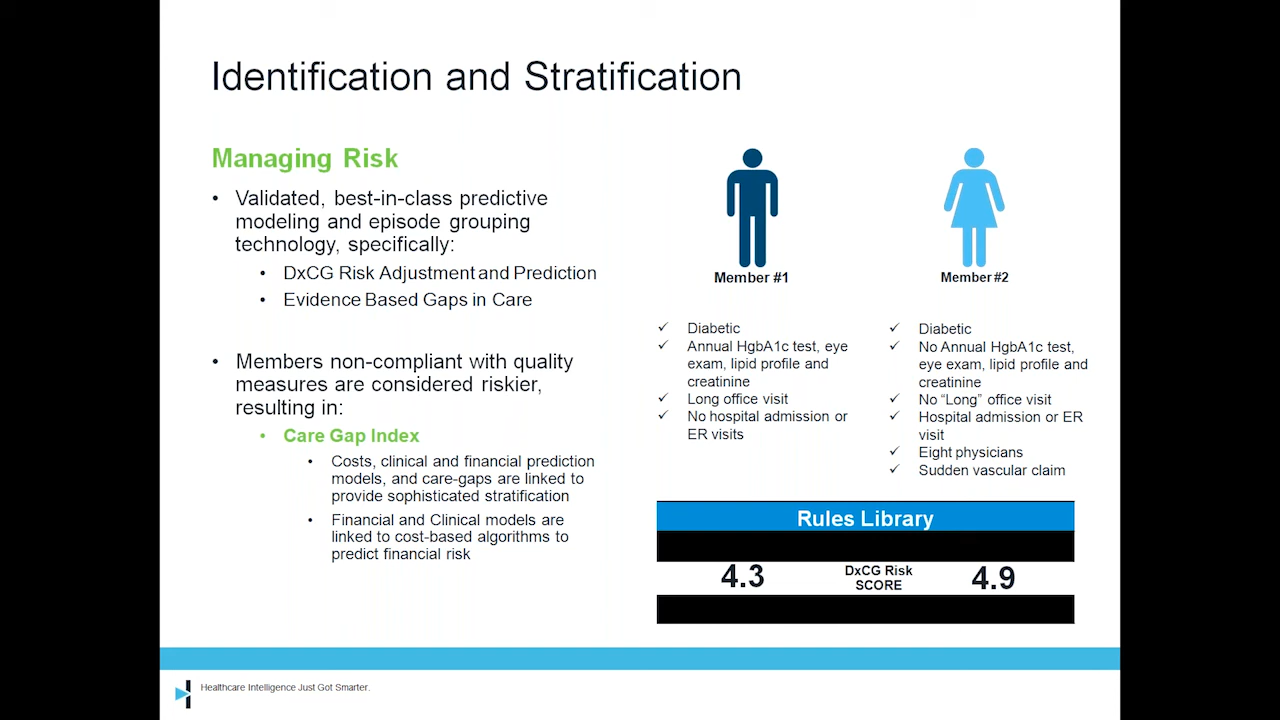 Identification and Stratification
Managing Risk
• Validated, best-in-class predictive
modeling and episode grouping
technology, specifically:
• DxCG Risk Adjustment and Prediction
• Evidence Based Gaps in Care
• Members non-compliant with quality
measures are considered riskier,
resulting in:
• Care Gap Index
• Costs, clinical and financial prediction
models, and care-gaps are linked to
provide sophisticated stratification
• Financial and Clinical models are
linked to cost-based algorithms to
predict financial risk
Member #1
✓ Diabetic
✓ Annual HgbA1c test, eye
exam, lipid profile and
creatinine
✓ Long office visit
✓ No hospital admission or
ER visits
Member #2
✓ Diabetic
✓ No Annual HgbA1c test,
eye exam, lipid profile and
creatinine
✓ No “Long” office visit
✓ Hospital admission or ER
visit
✓ Eight physicians
✓ Sudden vascular claim
Rules Library
4.3
DxCG Risk
SCORE
4.9
Healthcare Intelligence Just Got Smarter.